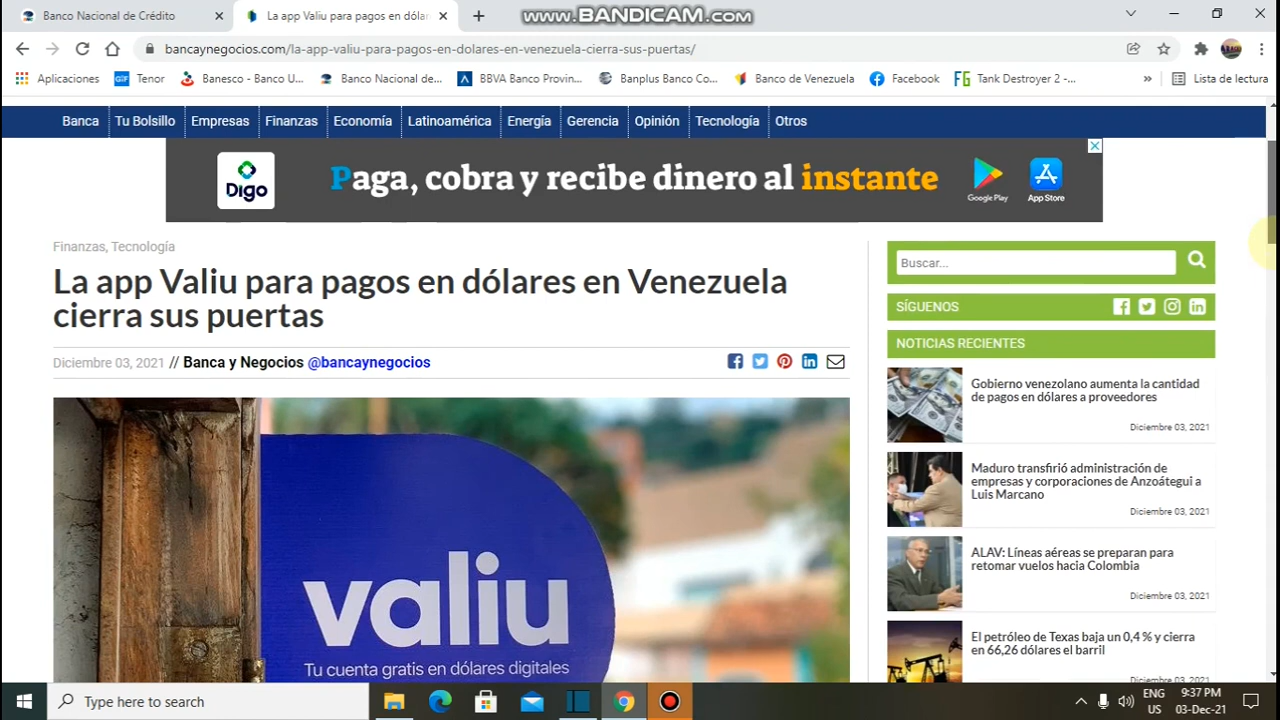 Banco Nacional de Crédito
La app Valiu para pagos en dólar
www.BANDICAM.com
bancaynegocios.com/la-app-valiu-para-pagos-en-dolares-en-venezuela-cierra-sus-puertas/
Aplicaciones
GIF Tenor
Banesco - Banco U...
Banco Nacional de...
BBVA Banco Provin...
Banplus Banco Co...
Banco de Venezuela
Facebook
FG Tank Destroyer 2 -...
»
Lista de lectura
Banca
Tu Bolsillo
Empresas
Finanzas
Economía
Latinoamérica
Energía
Gerencia
Opinión
Tecnología
Otros
Digo
Paga, cobra y recibe dinero al instante
Google Play
App Store
Finanzas, Tecnología
La app Valiu para pagos en dólares en Venezuela
cierra sus puertas
Diciembre 03, 2021 // Banca y Negocios @bancaynegocios
valiu
Tu cuenta gratis en dólares digitales
Buscar...
SÍGUENOS
NOTICIAS RECIENTES
Gobierno venezolano aumenta la cantidad
de pagos en dólares a proveedores
Diciembre 03, 2021
Maduro transfirió administración de
empresas y corporaciones de Anzoátegui a
Luis Marcano
Diciembre 03, 2021
ALAV: Líneas aéreas se preparan para
retomar vuelos hacia Colombia
Diciembre 03, 2021
El petróleo de Texas baja un 0,4 % y cierra
en 66,26 dólares el barril
Diciembre 03, 2021
Type here to search
ENG
US
9:37 PM
03-Dec-21